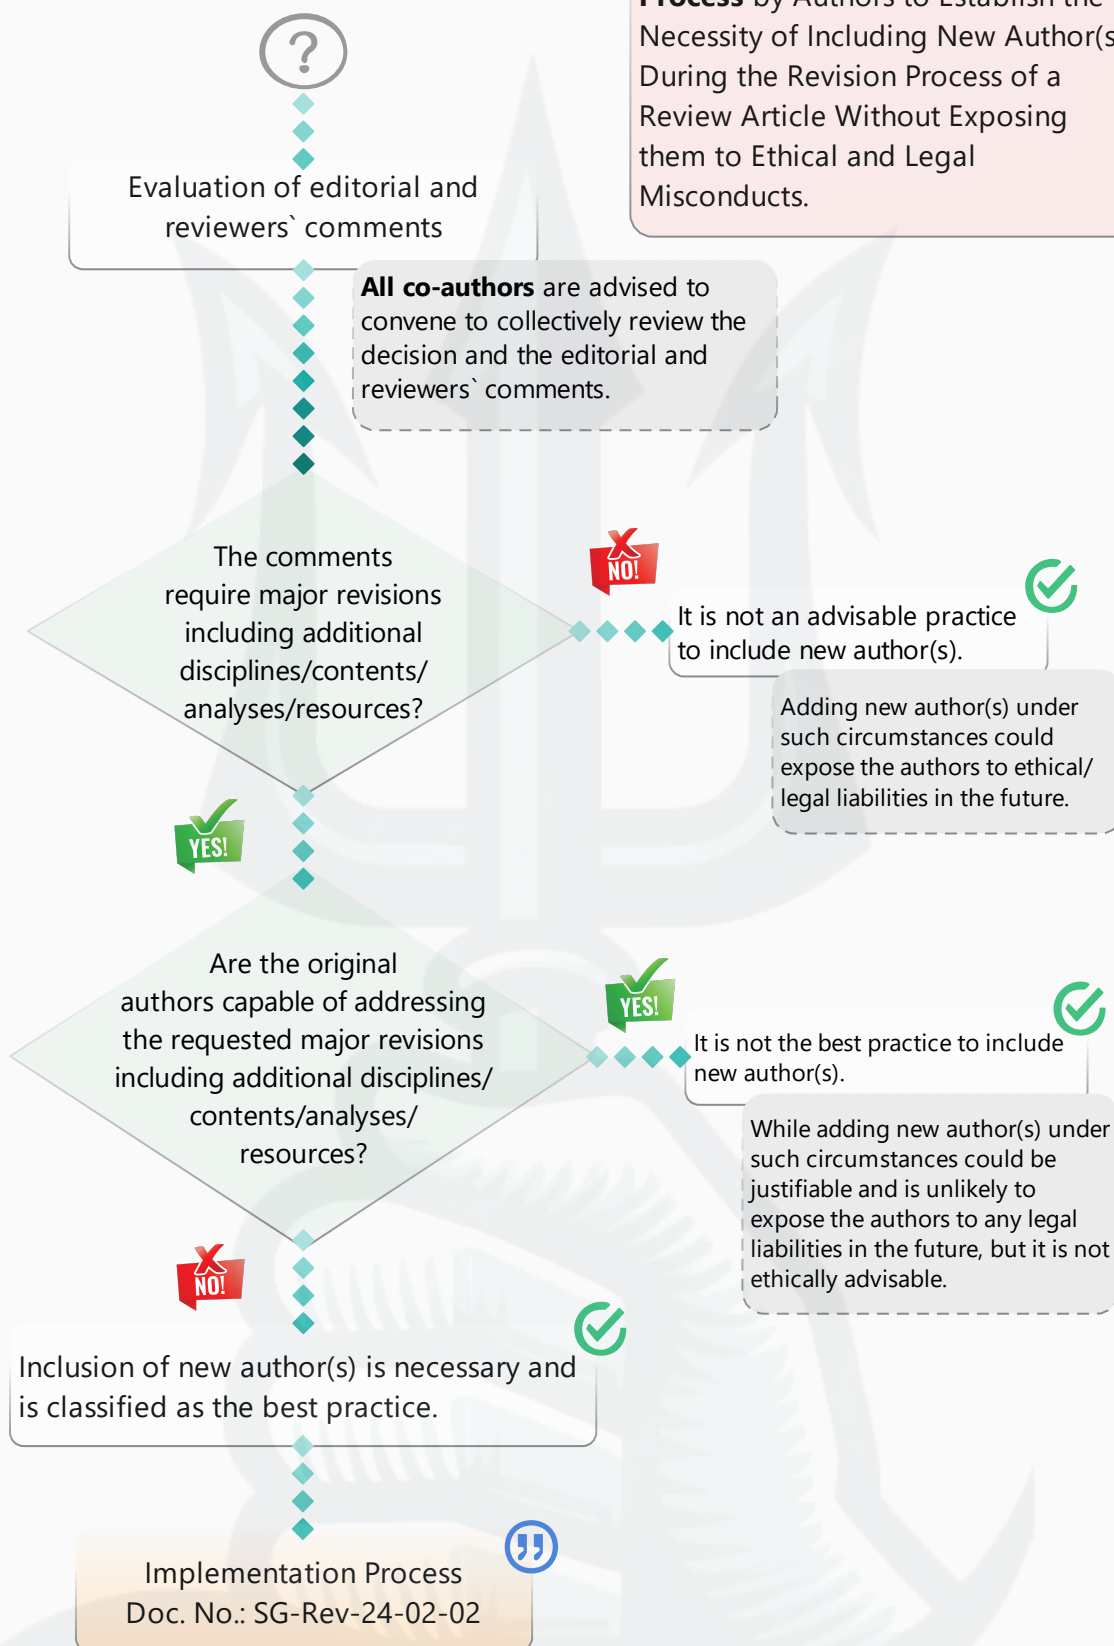 Process by Authors to Establish the
Necessity of Including New Author(s
During the Revision Process of a
Review Article Without Exposing
them to Ethical and Legal
Misconducts.
?
Evaluation of editorial and
reviewers` comments
All co-authors are advised to
convene to collectively review the
decision and the editorial and
reviewers` comments.
The comments
require major revisions
including additional
disciplines/contents/
analyses/resources?
NO!
It is not an advisable practice
to include new author(s).
Adding new author(s) under
such circumstances could
expose the authors to ethical/
legal liabilities in the future.
YES!
Are the original
authors capable of addressing
the requested major revisions
including additional disciplines/
contents/analyses/
resources?
YES!
It is not the best practice to include
new author(s).
While adding new author(s) under
such circumstances could be
justifiable and is unlikely to
expose the authors to any legal
liabilities in the future, but it is not
ethically advisable.
NO!
Inclusion of new author(s) is necessary and
is classified as the best practice.
Implementation Process
Doc. No.: SG-Rev-24-02-02